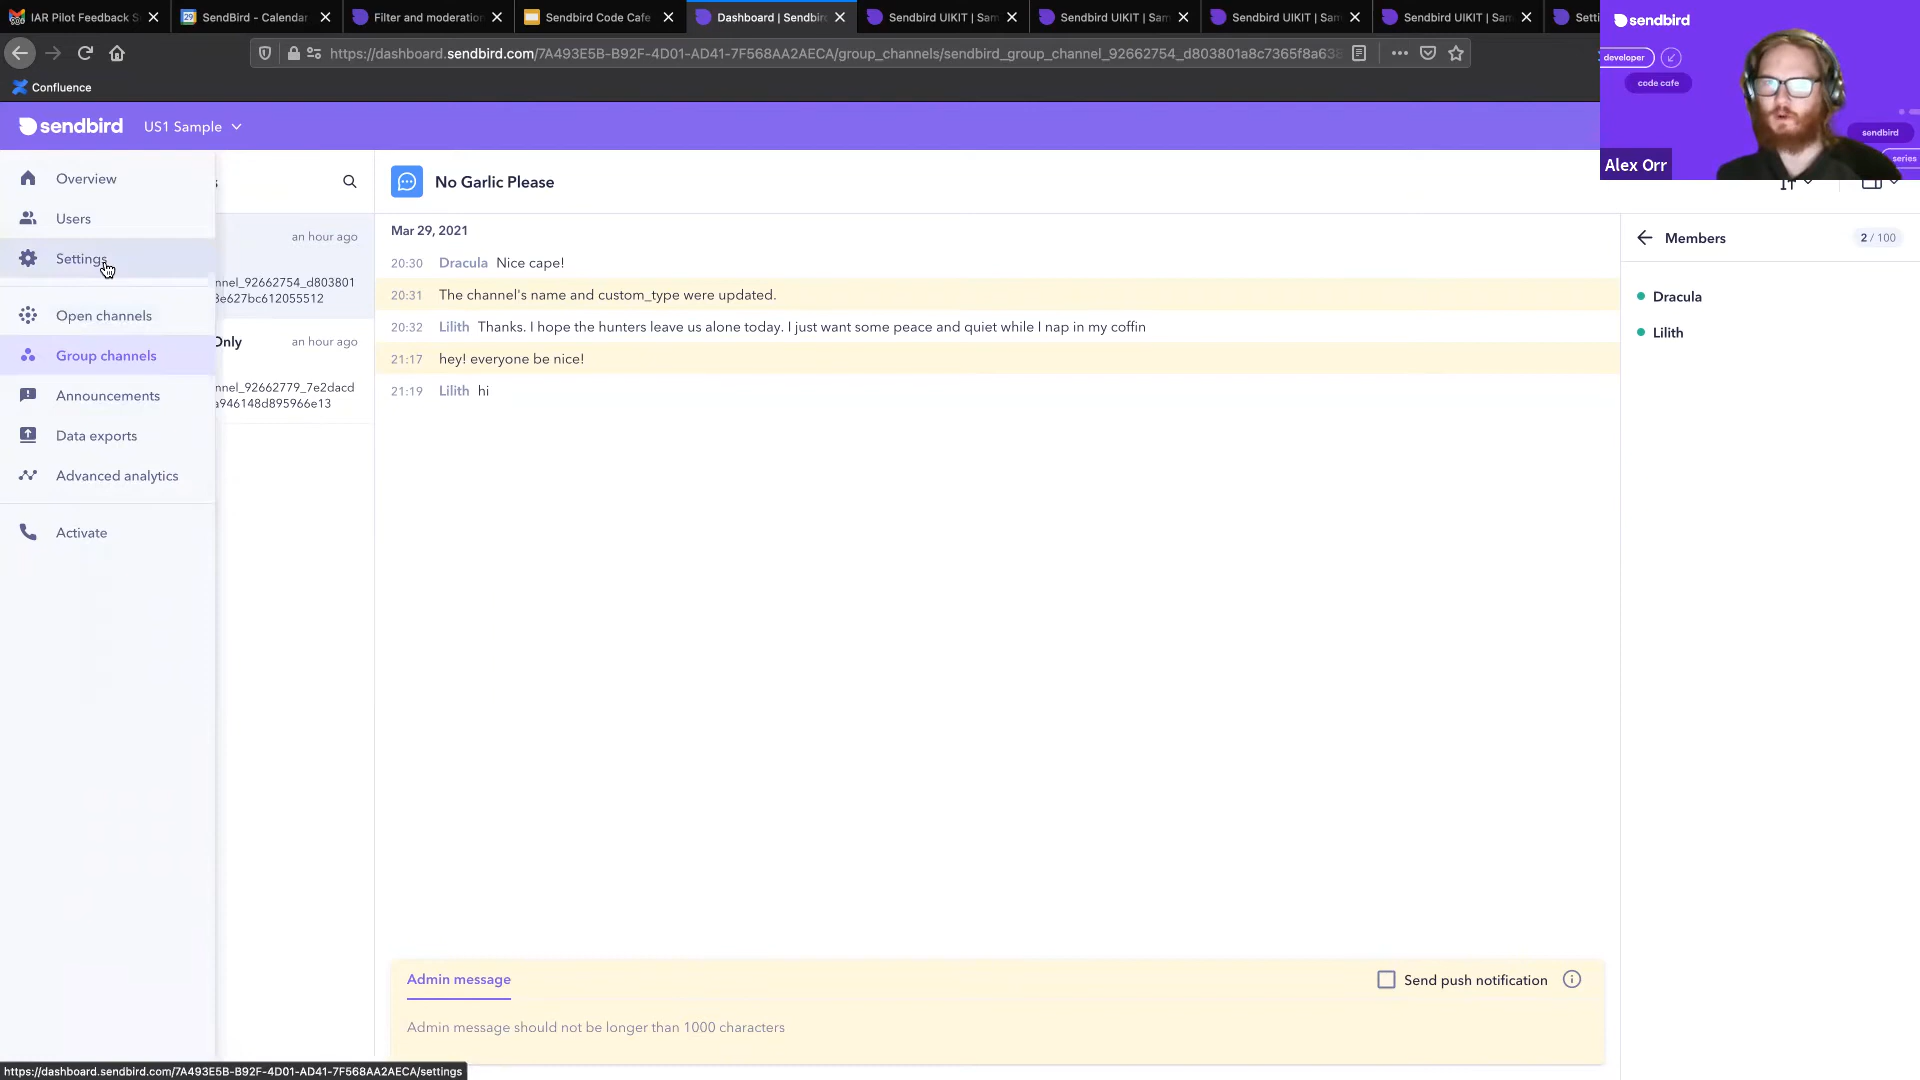 IAR Pilot Feedback S
SendBird - Calendar
Filter and moderatio
Sendbird Code Cafe
Dashboard | Sendbir
Sendbird UIKIT | Sam
Sendbird UIKIT | Sam
Sendbird UIKIT | Sam
Sendbird UIKIT | Sam
Setti
https://dashboard.sendbird.com/7A493E5B-B92F-4D01-AD41-7F568AA2AECA/group_channels/sendbird_group_channel_92662754_d803801a8c7365f8a638
Confluence
sendbird
developer
code cafe
sendbird
series
Alex Orr
sendbird
US1 Sample
Overview
Users
Settings
Open channels
Group channels
Announcements
Data exports
Advanced analytics
Activate
s
an hour ago
nnel_92662754_d803801
8e627bc612055512
Only
an hour ago
nnel_92662779_7e2dacd
a946148d895966e13
No Garlic Please
Mar 29, 2021
20:30 Dracula Nice cape!
20:31 The channel's name and custom_type were updated.
20:32 Lilith Thanks. I hope the hunters leave us alone today. I just want some peace and quiet while I nap in my coffin
21:17 hey! everyone be nice!
21:19 Lilith hi
Members
2 / 100
Dracula
Lilith
Admin message
Send push notification
Admin message should not be longer than 1000 characters
https://dashboard.sendbird.com/7A493E5B-B92F-4D01-AD41-7F568AA2AECA/settings